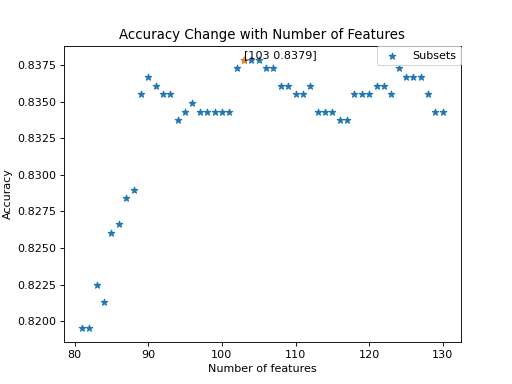 Accuracy Change with Number of Features
[103 0.8379]
Subsets
0.8375
0.8350
0.8325
0.8300
0.8275
0.8250
0.8225
0.8200
Accuracy
80 90 100 110 120 130
Number of features